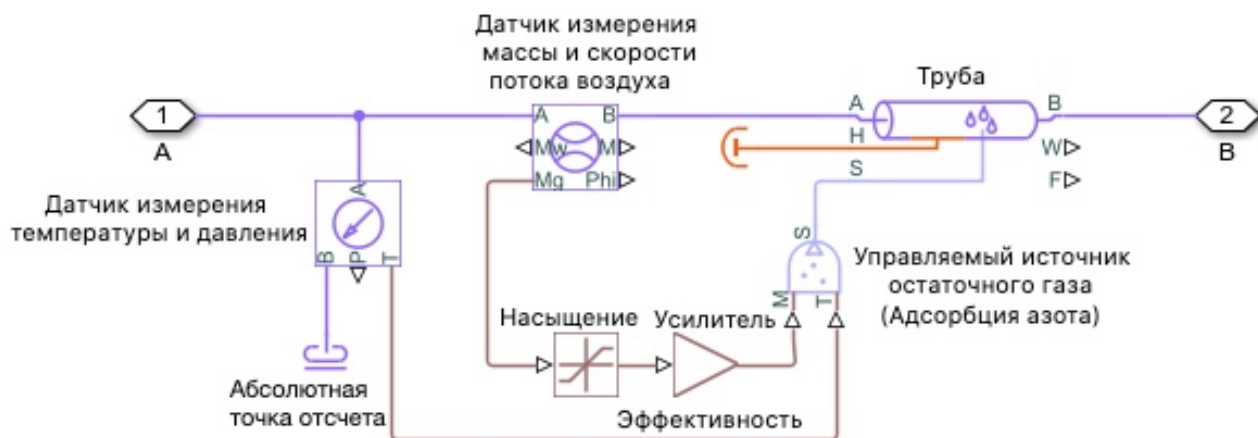 Датчик измерения
массы и скорости
потока воздуха
Труба
1
A
A
B
Mw
M
Mg
Phi
A
B
H
W
S
F
2
B
Датчик измерения
температуры и давления
A
B
P
T
S
M
T
Управляемый источник
остаточного газа
(Адсорбция азота)
Насыщение
Усилитель
Абсолютная
точка отсчета
Эффективность